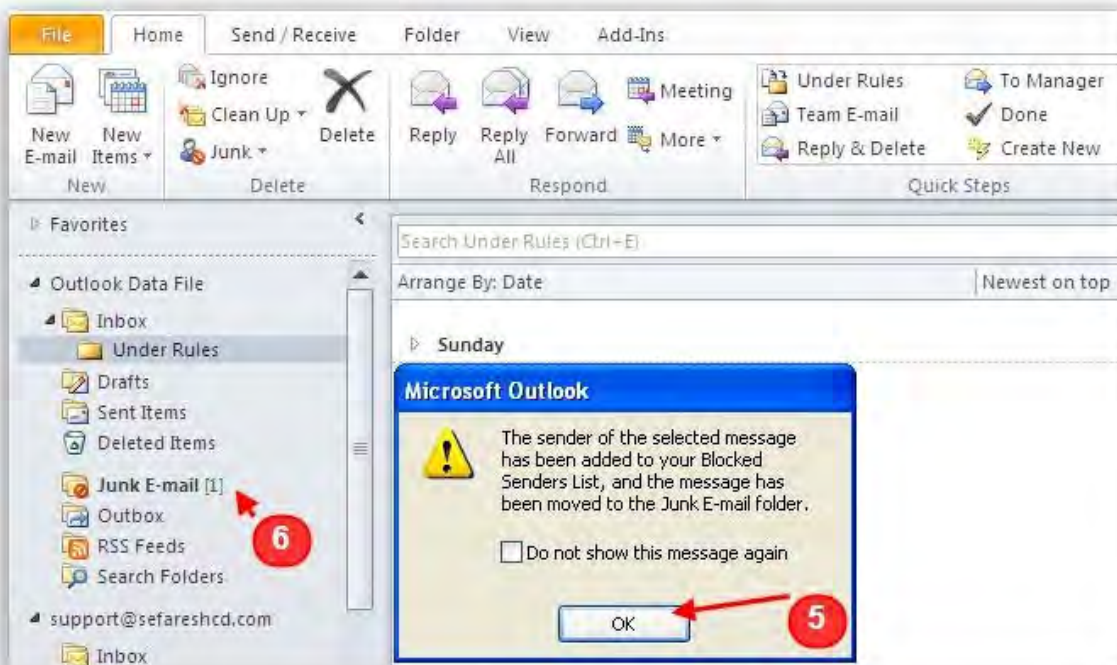 File Home Send / Receive Folder View Add-Ins
Ignore
Clean Up
Junk
New E-mail
New Items
Delete
Reply
Reply All
Forward
Meeting
More
Under Rules
Team E-mail
Reply & Delete
To Manager
Done
Create New
New Delete Respond Quick Steps
Favorites
Outlook Data File
Inbox
Under Rules
Drafts
Sent Items
Deleted Items
Junk E-mail [1]
Outbox
RSS Feeds
Search Folders
support@sefareshcd.com
Inbox
6
Search Under Rules (Ctrl+E)
Arrange By: Date Newest on top
Sunday
Microsoft Outlook
The sender of the selected message
has been added to your Blocked
Senders List, and the message has
been moved to the Junk E-mail folder.
Do not show this message again
OK
5